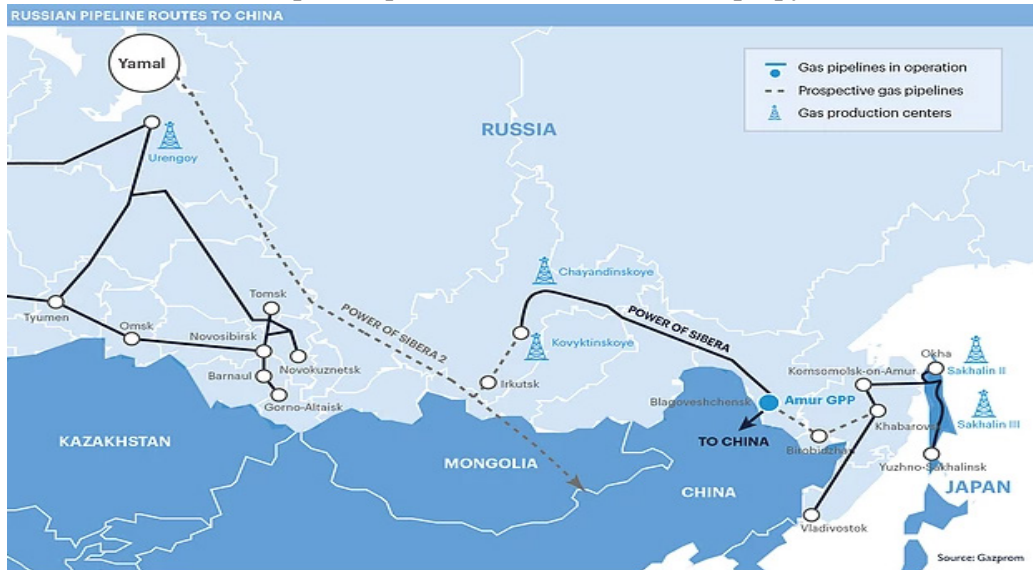 RUSSIAN PIPELINE ROUTES TO CHINA
Yamal
Gas pipelines in operation
Prospective gas pipelines
Gas production centers
RUSSIA
Urengoy
Chayandinskoye
Tomsk
POWER OF SIBERA 2
POWER OF SIBERA
Tyumen
Omsk
Novosibirsk
Kovyktinskoye
Okha
Sakhalin II
Novokuznetsk
Komsomolsk-on-Amur
Barnaul
Irkutsk
Blagoveshchensk
Amur GPP
Gorno-Altaisk
Khabarovsk
Sakhalin III
TO CHINA
Birobidzhan
KAZAKHSTAN
MONGOLIA
Yuzhno-Sakhalinsk
CHINA
JAPAN
Vladivostok
Source: Gazprom